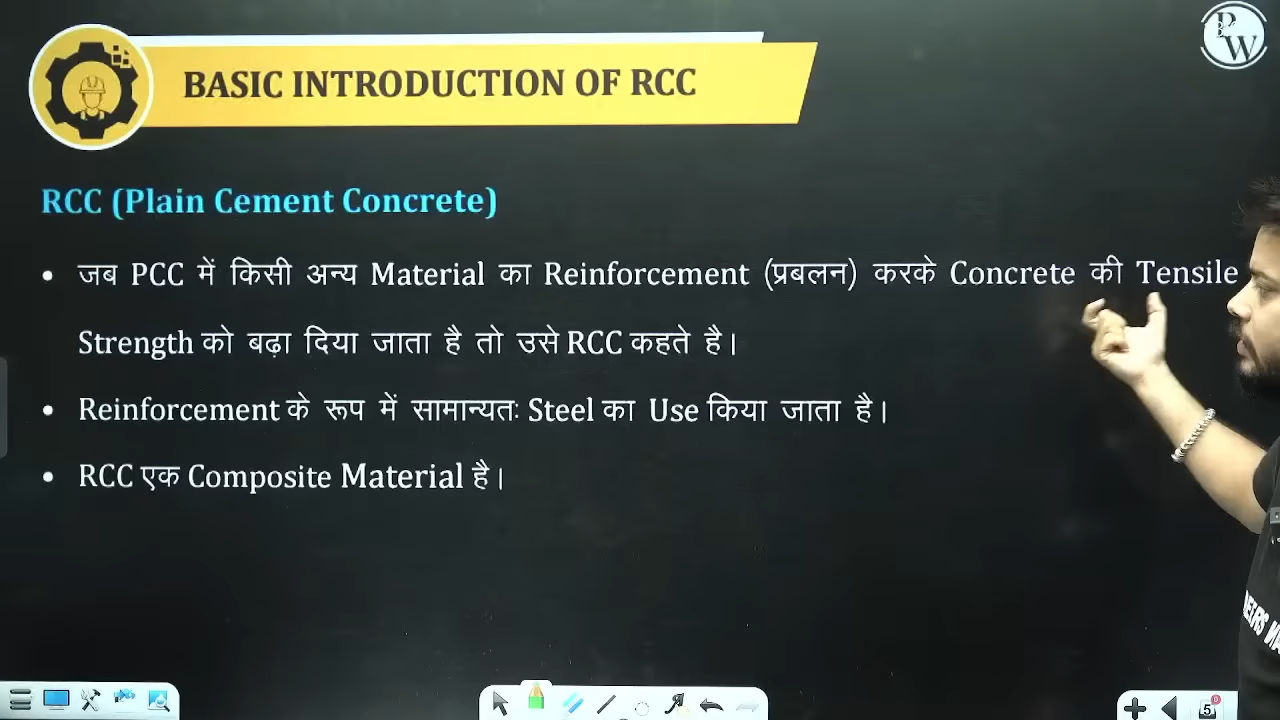 BASIC INTRODUCTION OF RCC
PW
RCC (Plain Cement Concrete)
• जब PCC में किसी अन्य Material का Reinforcement (प्रबलन) करके Concrete की Tensile
Strength को बढ़ा दिया जाता है तो उसे RCC कहते है।
• Reinforcement के रूप में सामान्यतः Steel का Use किया जाता है।
• RCC एक Composite Material है।